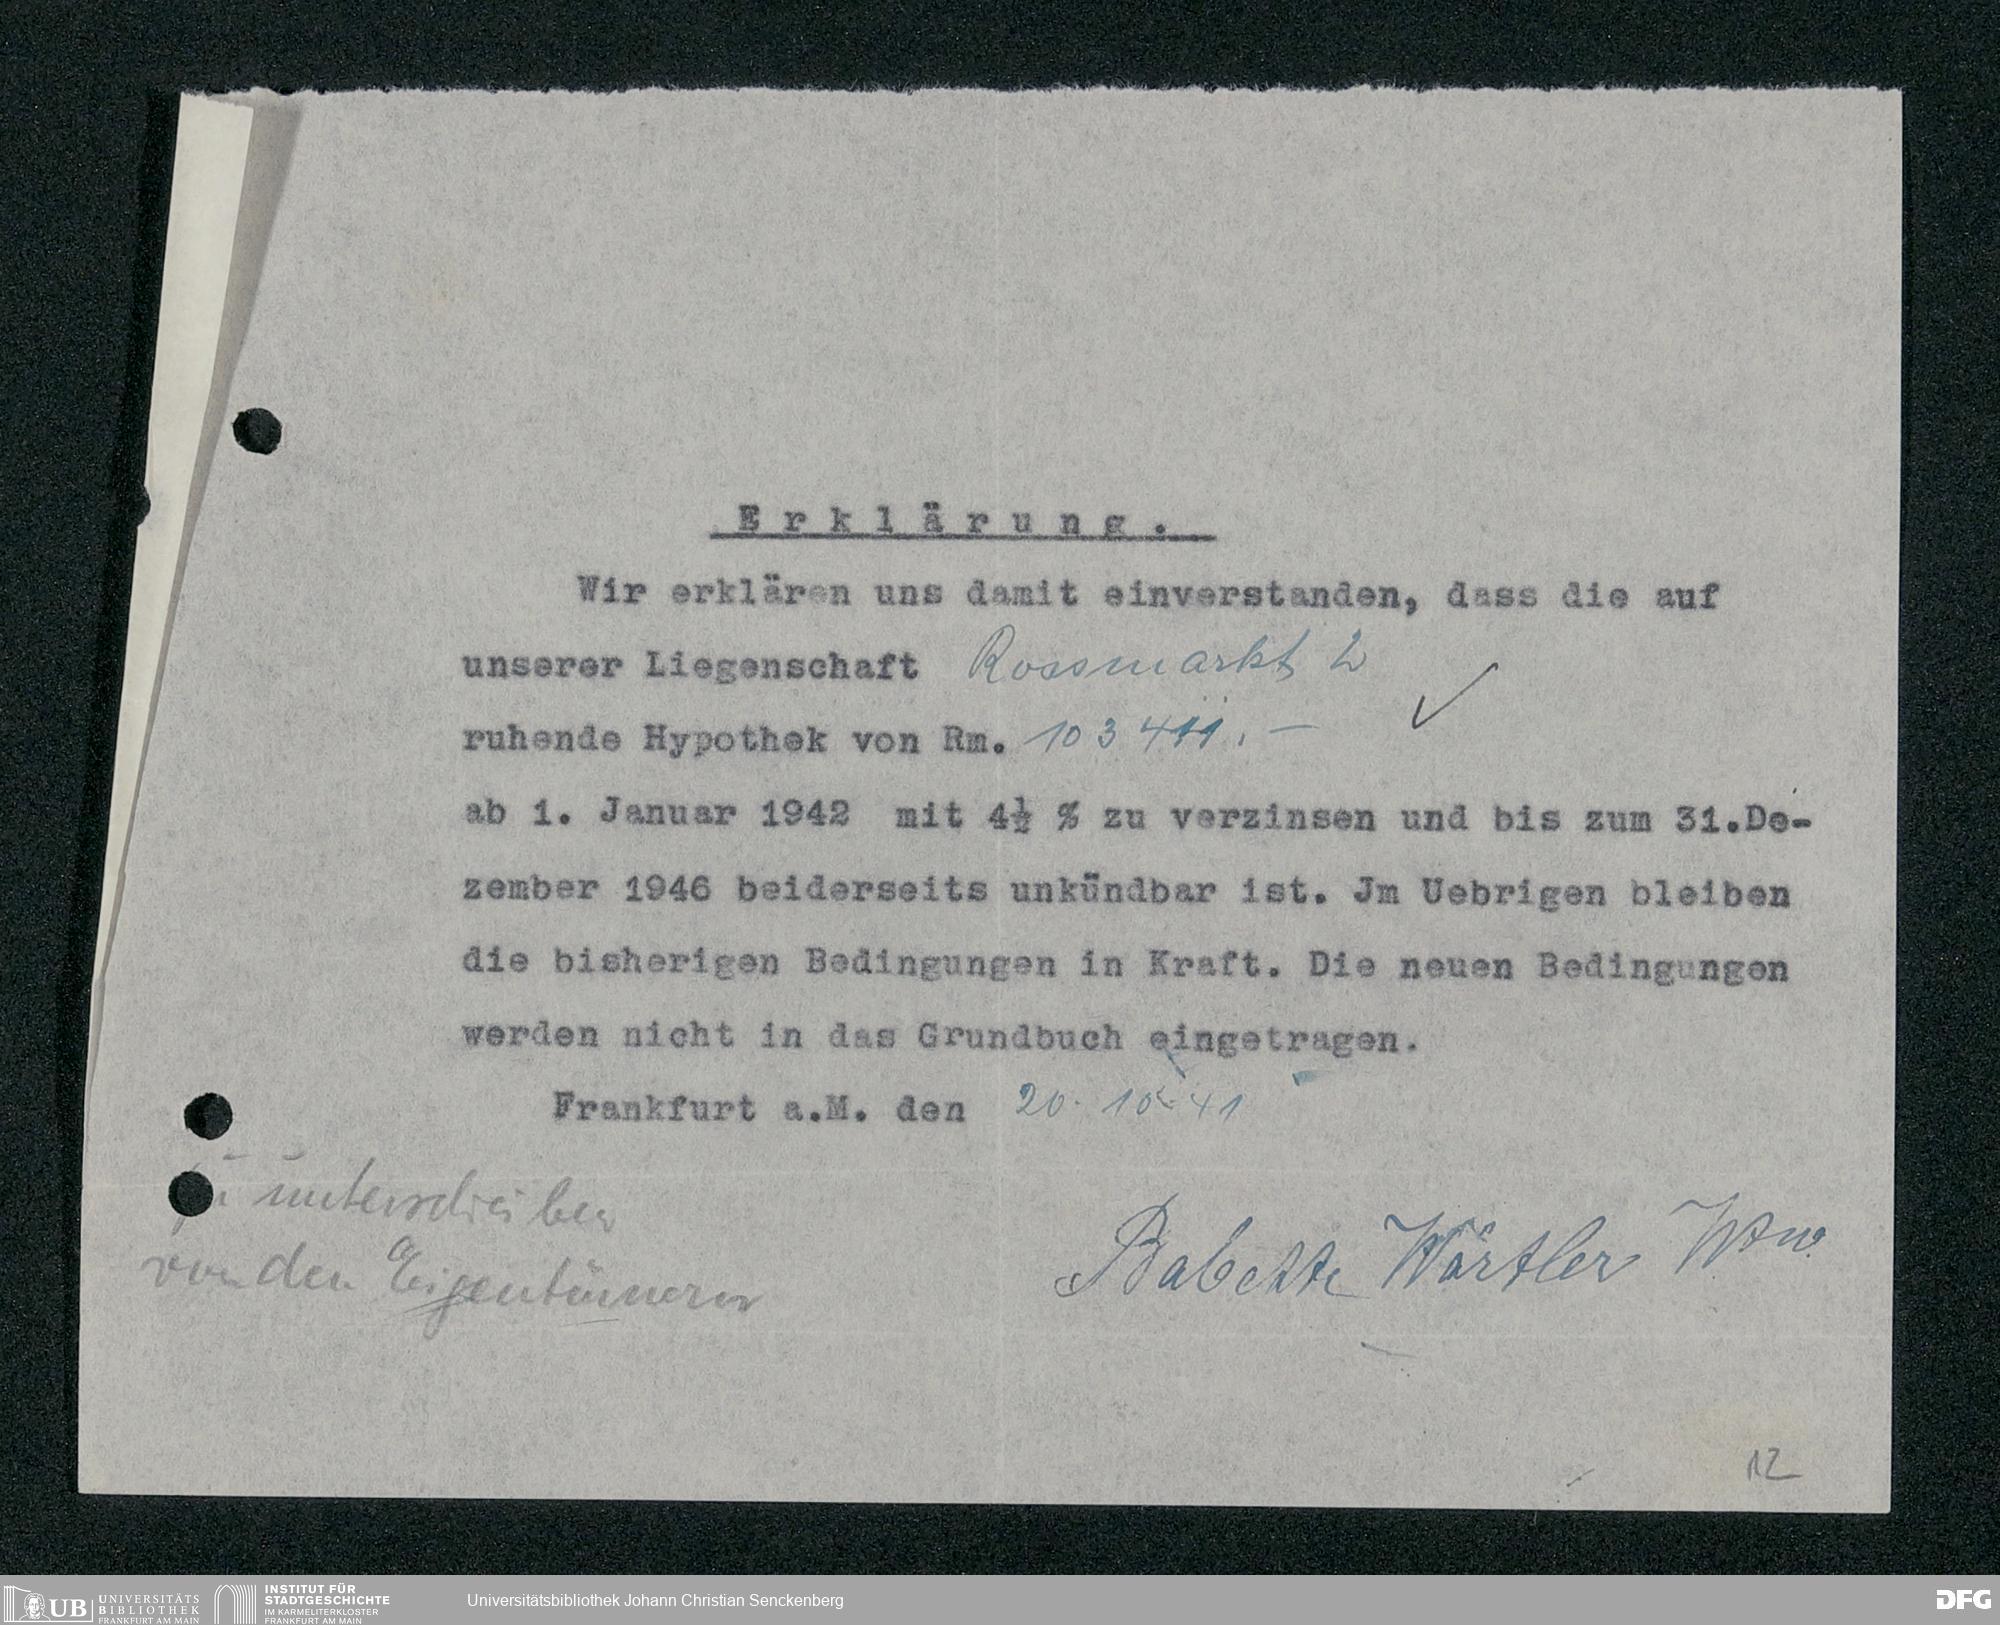 Erklärung.
Wir erklären uns damit einverstanden, dass die auf
unserer Liegenschaft Rossmarkt 2
ruhende Hypothek von Rm. 103 411.–
ab 1. Januar 1942 mit 4½ % zu verzinsen und bis zum 31.De-
zember 1946 beiderseits unkündbar ist. Jm Uebrigen bleiben
die bisherigen Bedingungen in Kraft. Die neuen Bedingungen
werden nicht in das Grundbuch eingetragen.
Frankfurt a.M. den 20. 10. 41
unterschreiben
von den Eigentümern
Babette Wörtler Wtw.
12
UB UNIVERSITÄTS
BIBLIOTHEK
FRANKFURT AM MAIN
INSTITUT FÜR
STADTGESCHICHTE
IM KARMELITERKLOSTER
FRANKFURT AM MAIN
Universitätsbibliothek Johann Christian Senckenberg
DFG